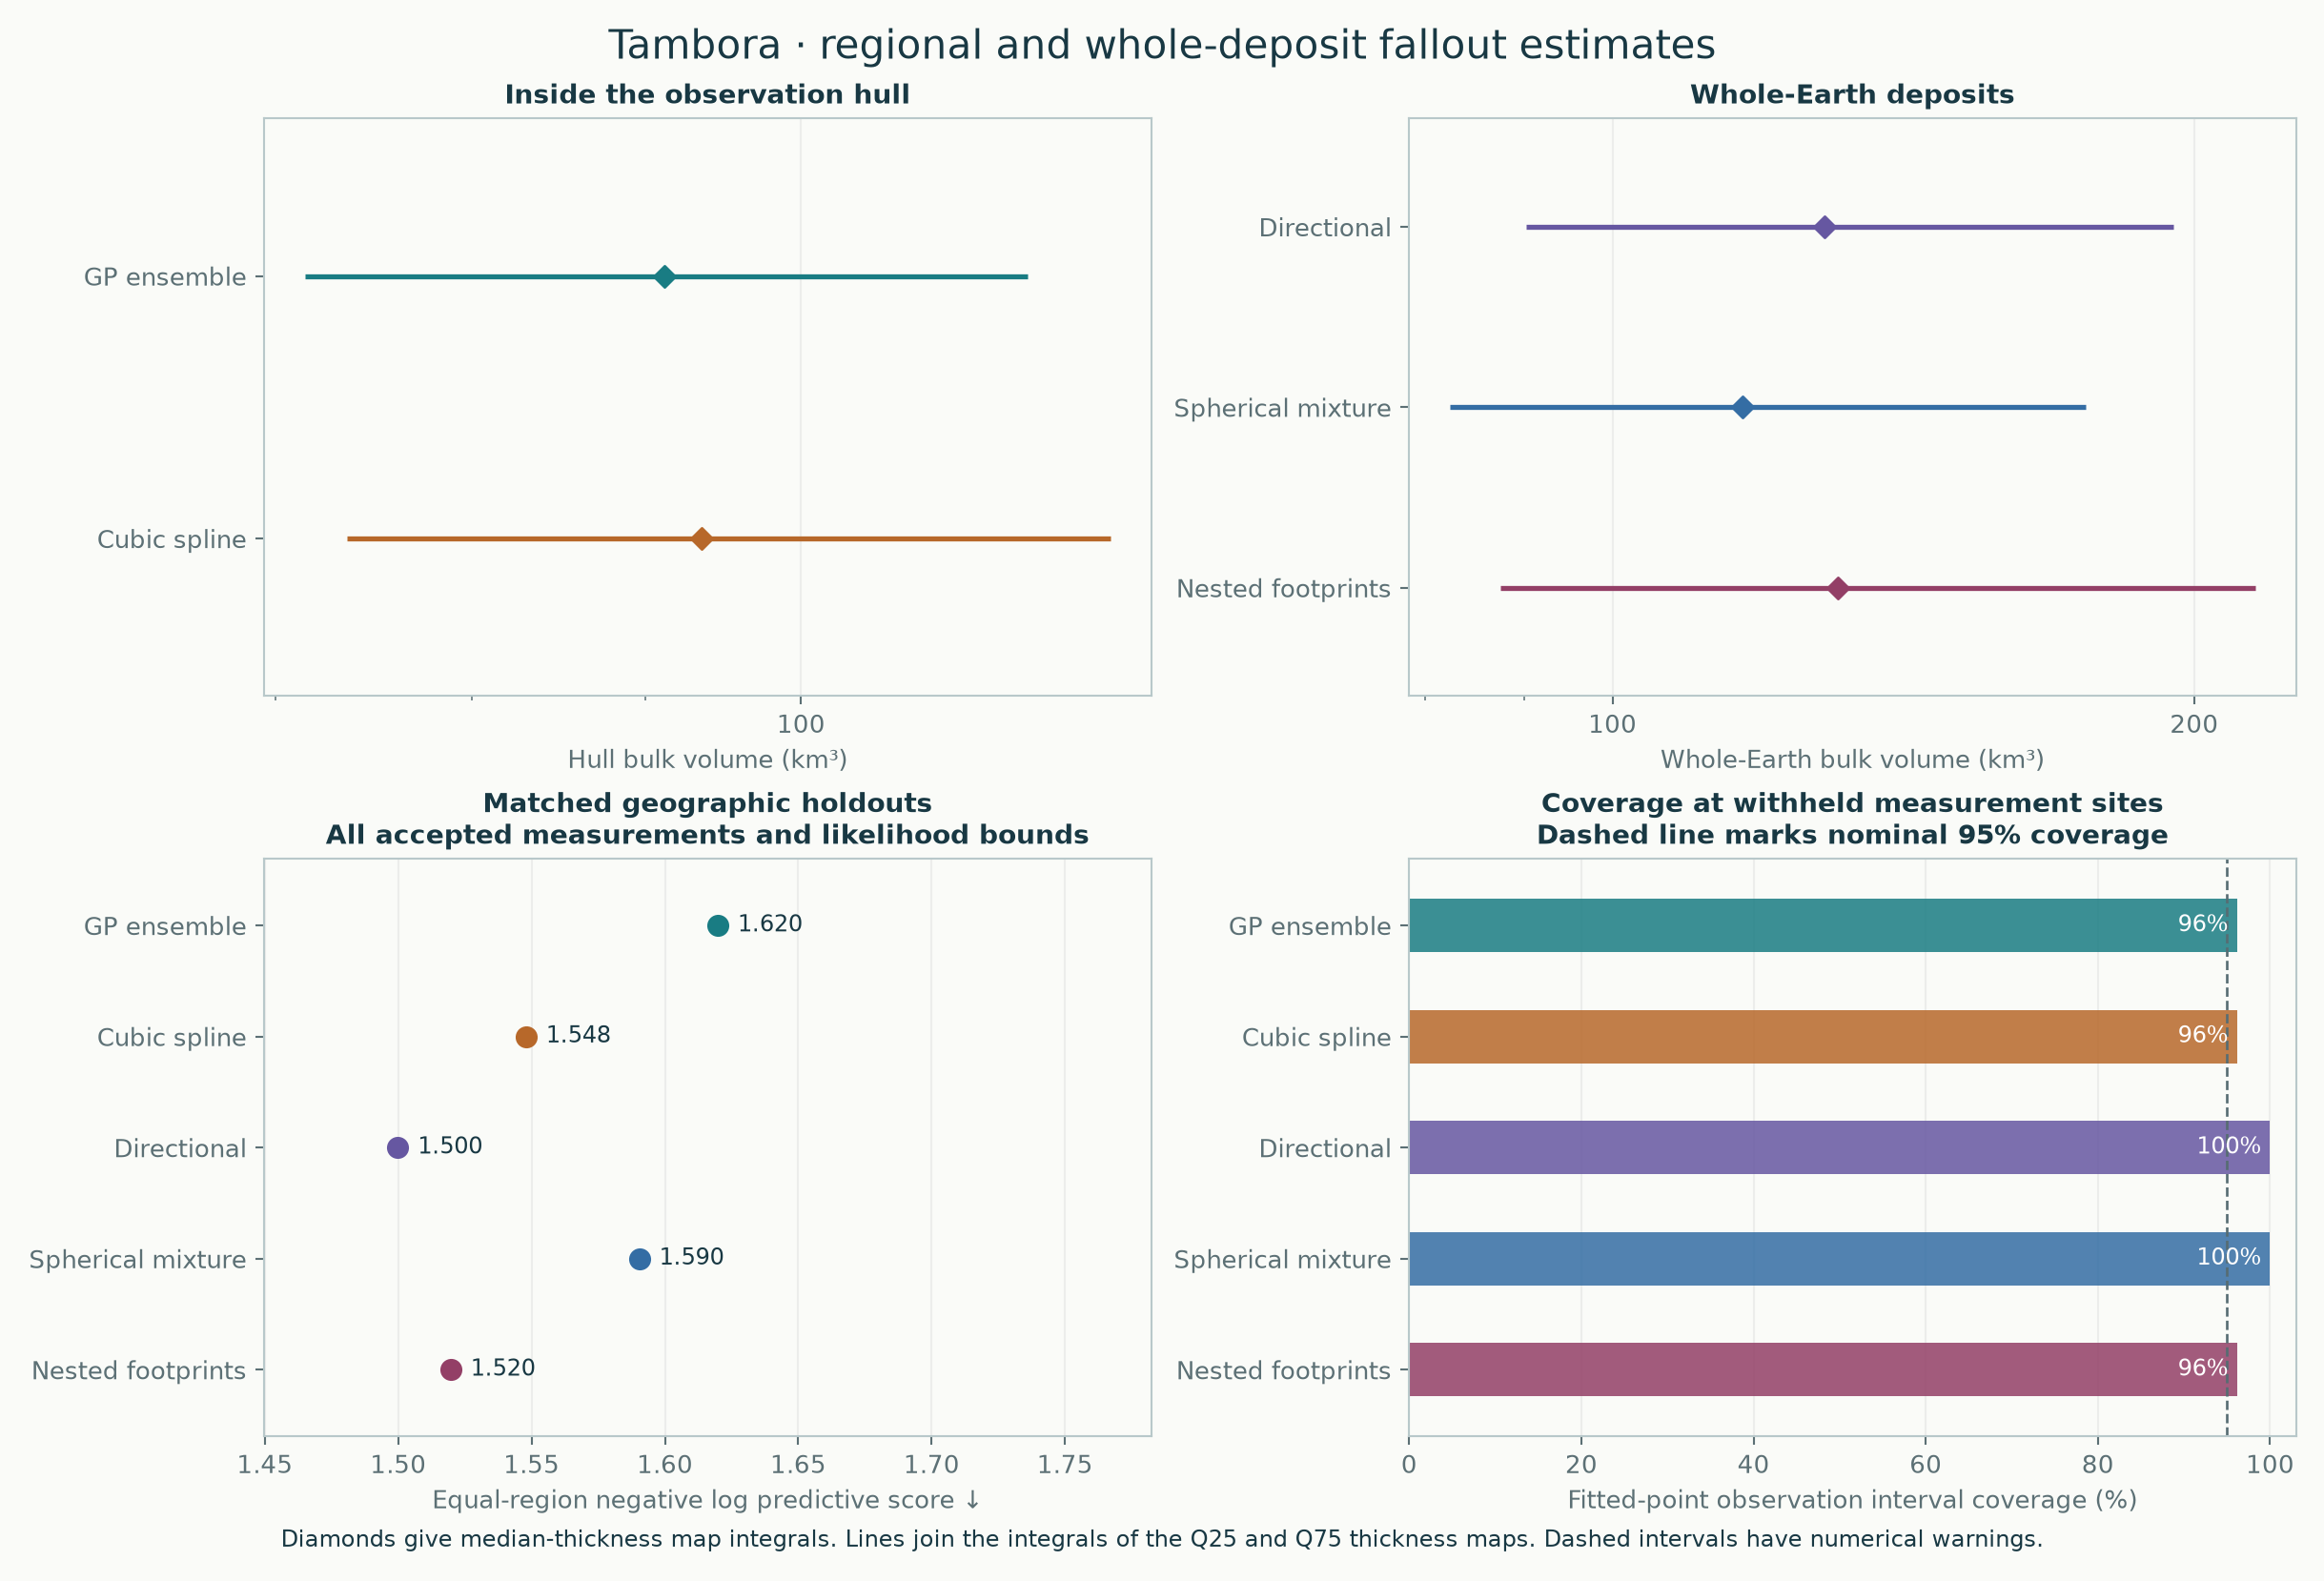 Tambora · regional and whole-deposit fallout estimates
Inside the observation hull
GP ensemble
Cubic spline
100
Hull bulk volume (km³)
Whole-Earth deposits
Directional
Spherical mixture
Nested footprints
100 200
Whole-Earth bulk volume (km³)
Matched geographic holdouts
All accepted measurements and likelihood bounds
GP ensemble 1.620
Cubic spline 1.548
Directional 1.500
Spherical mixture 1.590
Nested footprints 1.520
1.45 1.50 1.55 1.60 1.65 1.70 1.75
Equal-region negative log predictive score ↓
Coverage at withheld measurement sites
Dashed line marks nominal 95% coverage
GP ensemble 96%
Cubic spline 96%
Directional 100%
Spherical mixture 100%
Nested footprints 96%
0 20 40 60 80 100
Fitted-point observation interval coverage (%)
Diamonds give median-thickness map integrals. Lines join the integrals of the Q25 and Q75 thickness maps. Dashed intervals have numerical warnings.